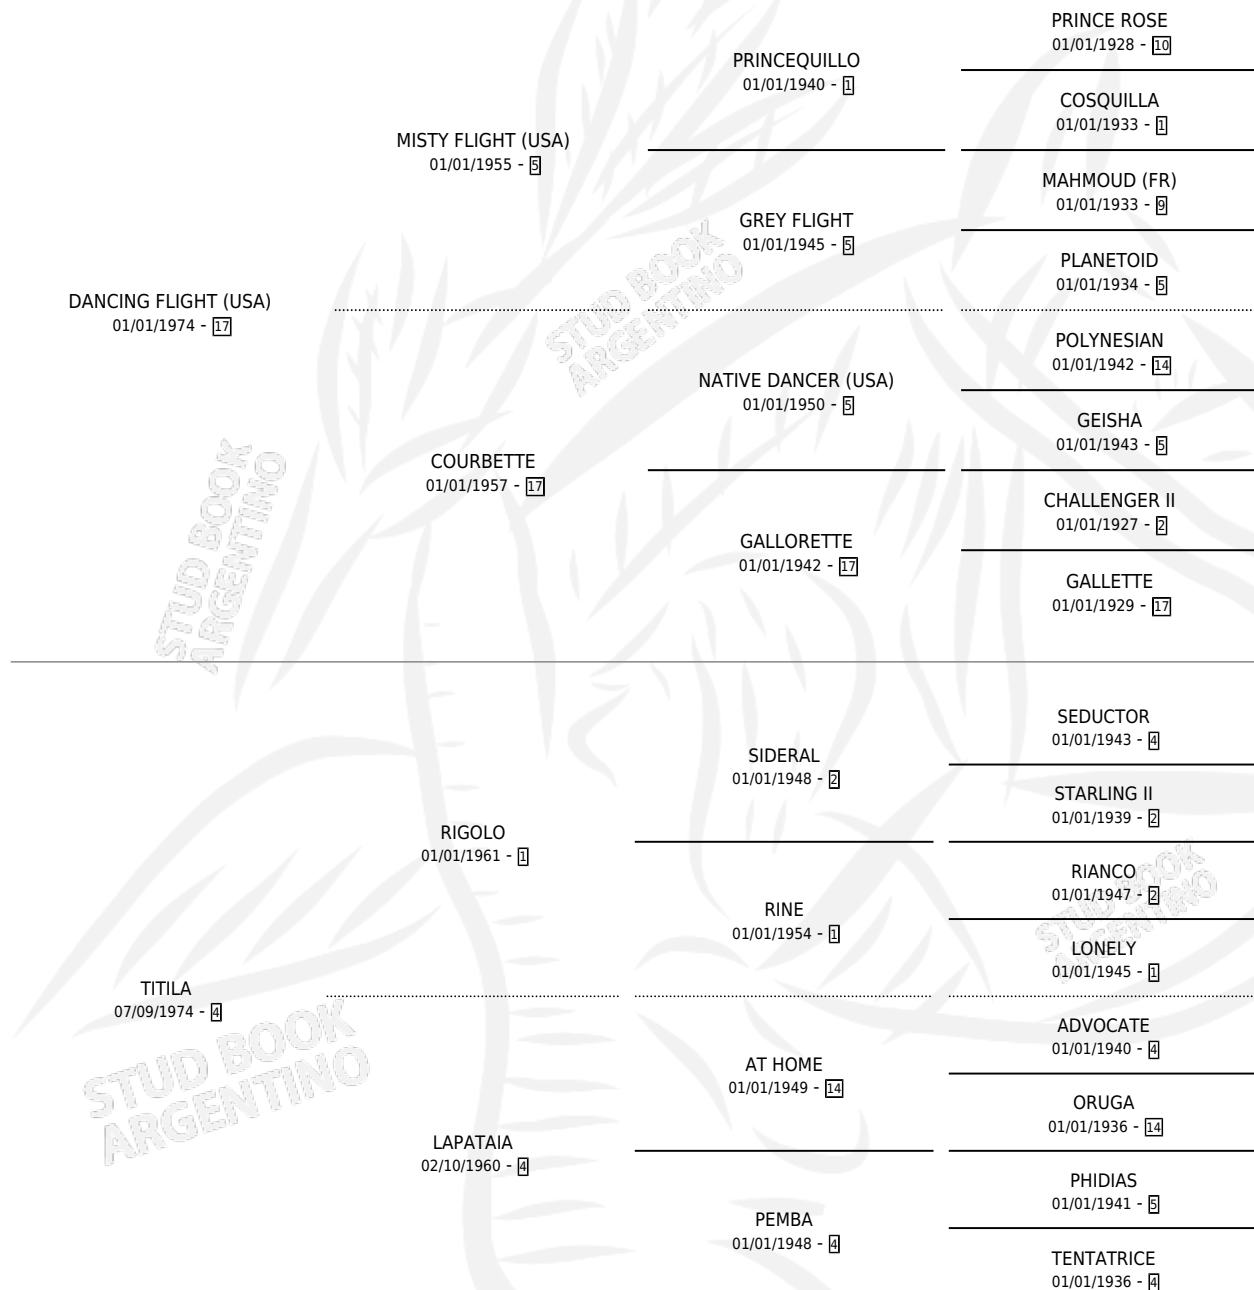 PRINCE ROSE
01/01/1928 - 10
PRINCEQUILLO
01/01/1940 - 1
COSQUILLA
01/01/1933 - 1
MISTY FLIGHT (USA)
01/01/1955 - 5
MAHMOUD (FR)
01/01/1933 - 9
GREY FLIGHT
01/01/1945 - 5
PLANETOID
01/01/1934 - 5
DANCING FLIGHT (USA)
01/01/1974 - 17
POLYNESIAN
01/01/1942 - 14
NATIVE DANCER (USA)
01/01/1950 - 5
GEISHA
01/01/1943 - 5
COURBETTE
01/01/1957 - 17
CHALLENGER II
01/01/1927 - 2
GALLORETTE
01/01/1942 - 17
GALLETTE
01/01/1929 - 17
STUD BOOK
ARGENTINO
STUD BOOK
ARGENTINO
SEDUCTOR
01/01/1943 - 4
SIDERAL
01/01/1948 - 2
STARLING II
01/01/1939 - 2
RIGOLO
01/01/1961 - 1
RIANCO
01/01/1947 - 2
RINE
01/01/1954 - 1
LONELY
01/01/1945 - 1
STUD BOOK
ARGENTINO
TITILA
07/09/1974 - 4
ADVOCATE
01/01/1940 - 4
AT HOME
01/01/1949 - 14
ORUGA
01/01/1936 - 14
LAPATAIA
02/10/1960 - 4
PHIDIAS
01/01/1941 - 5
PEMBA
01/01/1948 - 4
TENTATRICE
01/01/1936 - 4
STUD BOOK
ARGENTINO